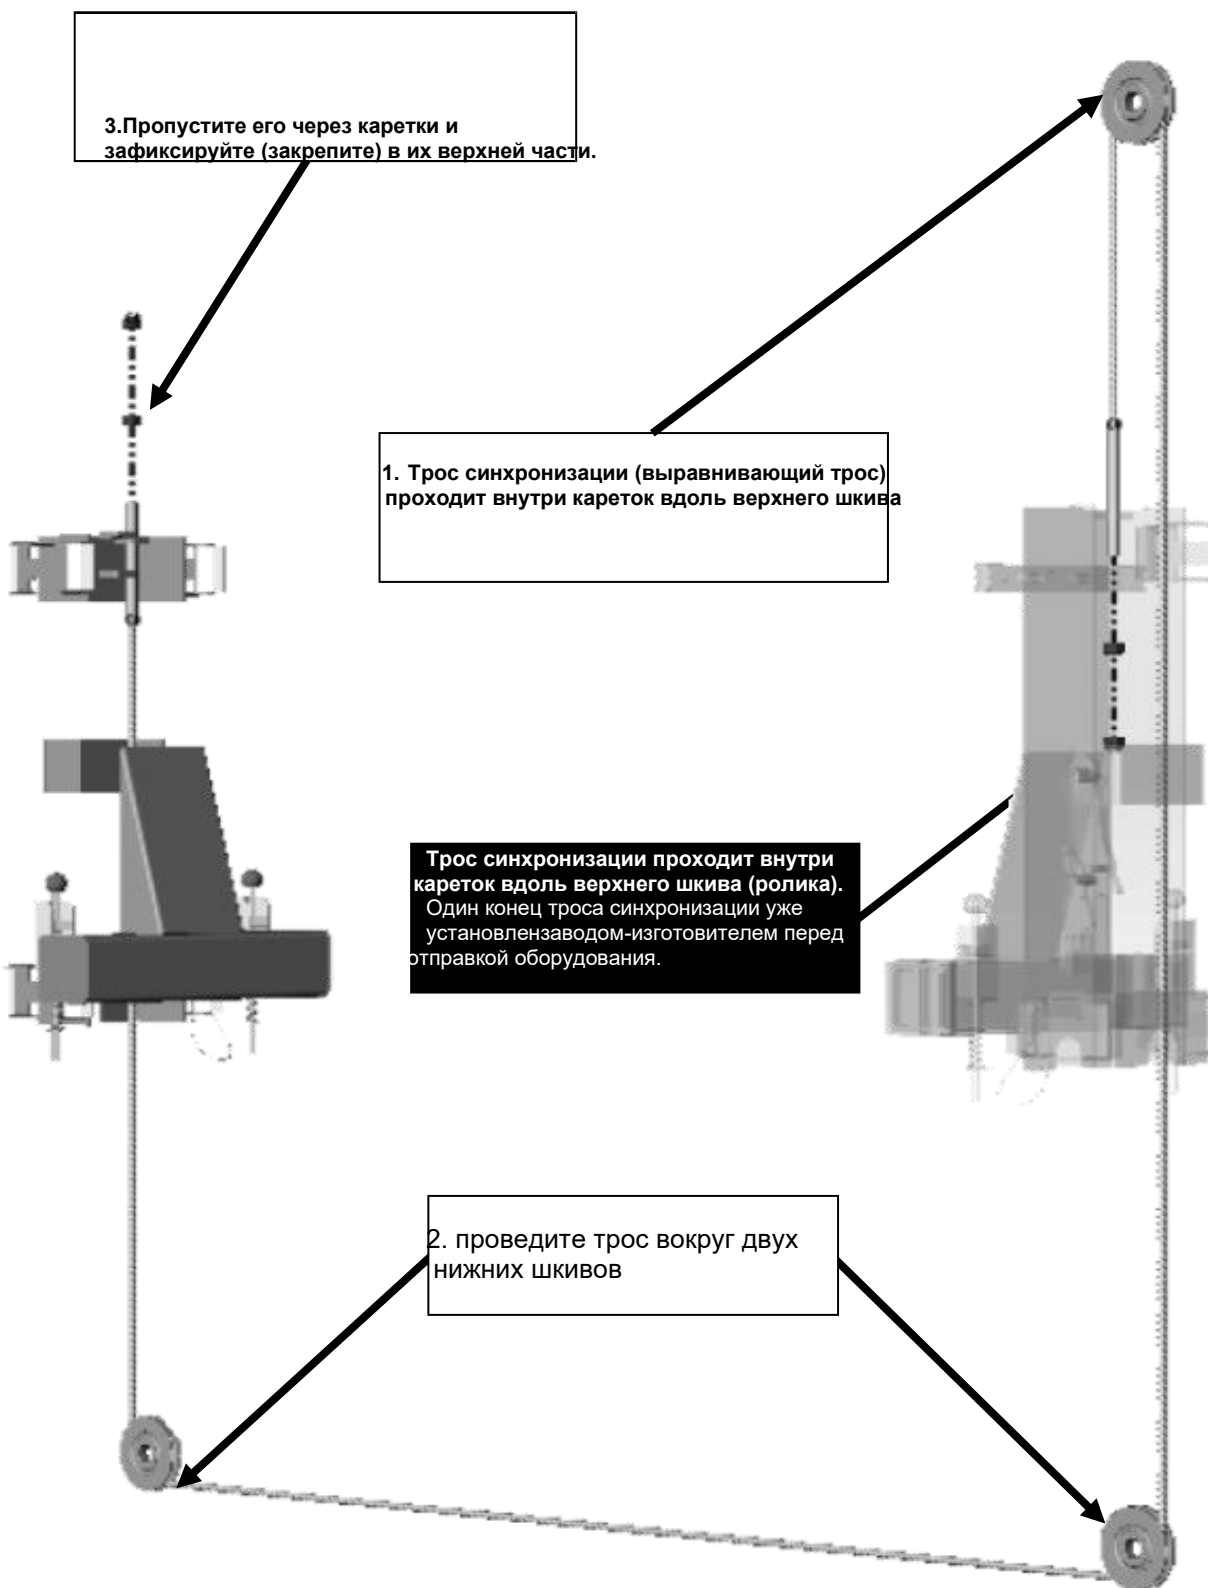 3.Пропустите его через каретки и
зафиксируйте (закрепите) в их верхней части.
1. Трос синхронизации (выравнивающий трос)
проходит внутри кареток вдоль верхнего шкива
Трос синхронизации проходит внутри
кареток вдоль верхнего шкива (ролика).
Один конец троса синхронизации уже
установлензаводом-изготовителем перед
отправкой оборудования.
2. проведите трос вокруг двух
нижних шкивов